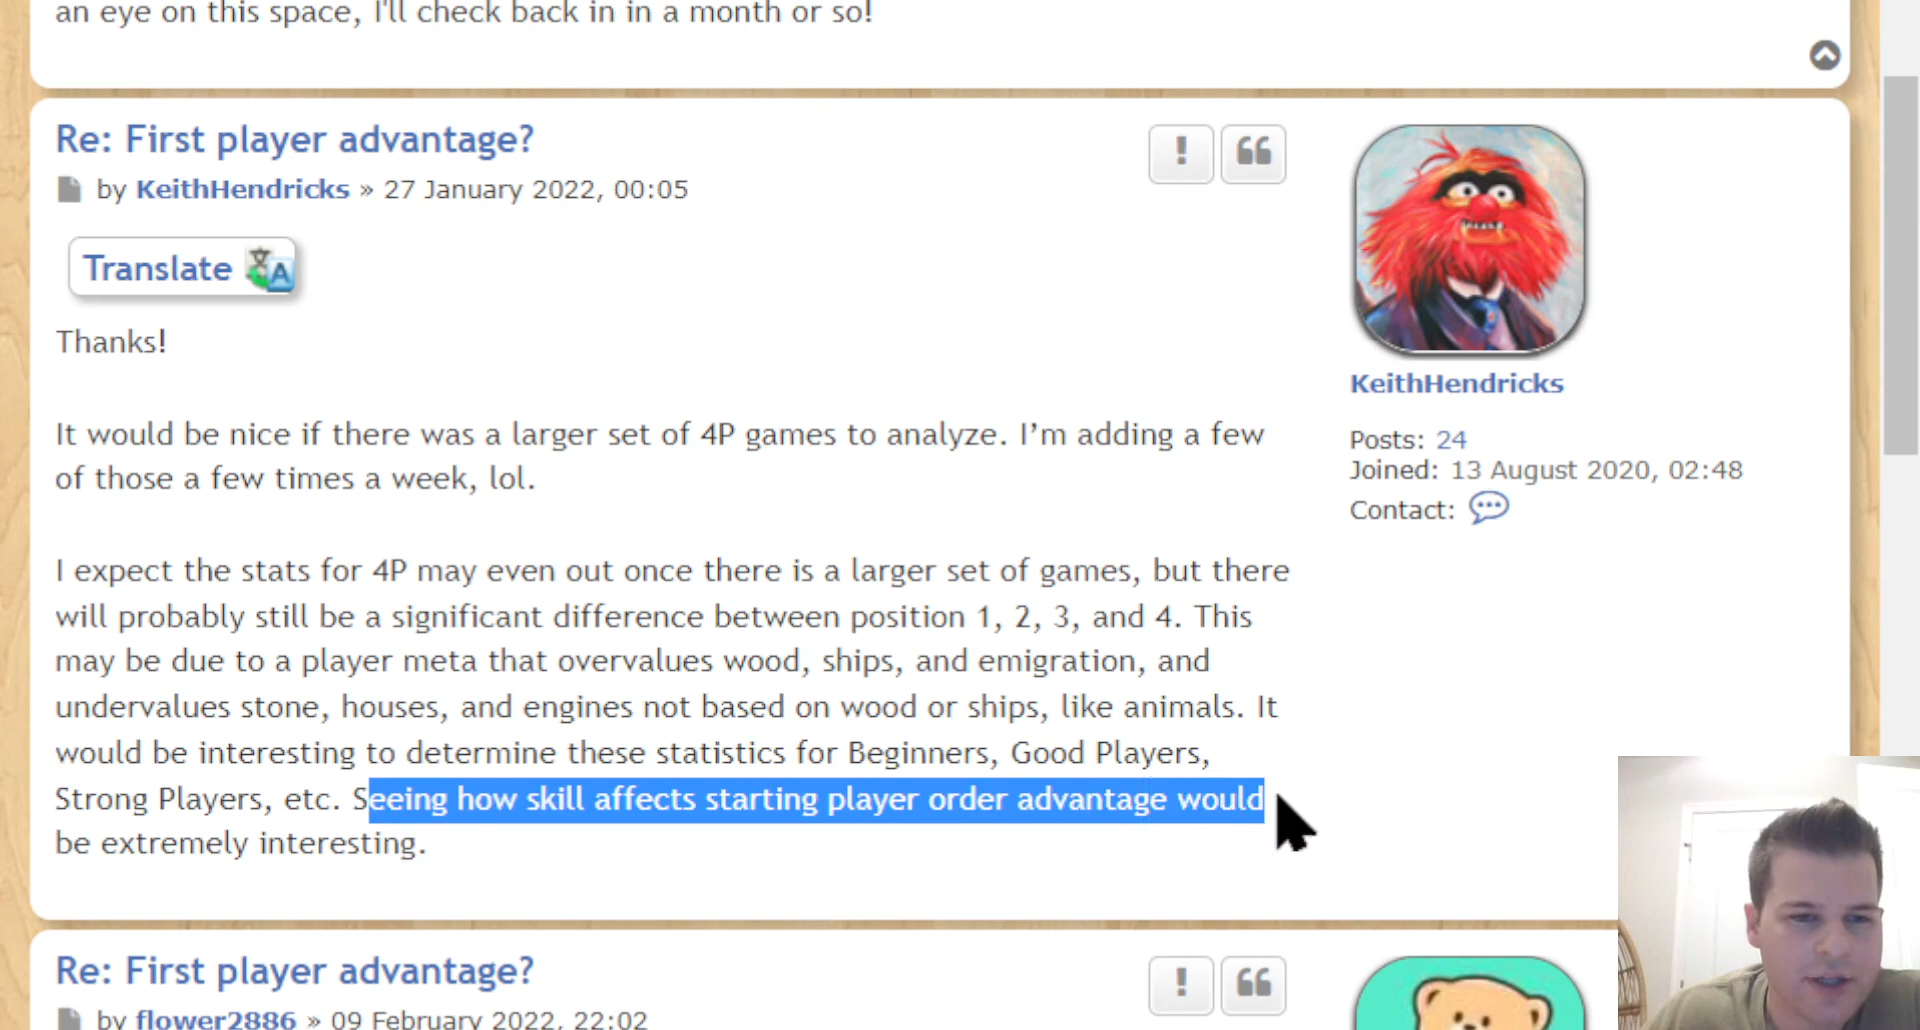 an eye on this space, I'll check back in in a month or so!
Re: First player advantage?
by KeithHendricks » 27 January 2022, 00:05
Translate
Thanks!
It would be nice if there was a larger set of 4P games to analyze. I’m adding a few
of those a few times a week, lol.
I expect the stats for 4P may even out once there is a larger set of games, but there
will probably still be a significant difference between position 1, 2, 3, and 4. This
may be due to a player meta that overvalues wood, ships, and emigration, and
undervalues stone, houses, and engines not based on wood or ships, like animals. It
would be interesting to determine these statistics for Beginners, Good Players,
Strong Players, etc. Seeing how skill affects starting player order advantage would
be extremely interesting.
KeithHendricks
Posts: 24
Joined: 13 August 2020, 02:48
Contact:
Re: First player advantage?
by flower2886 » 09 February 2022, 22:02